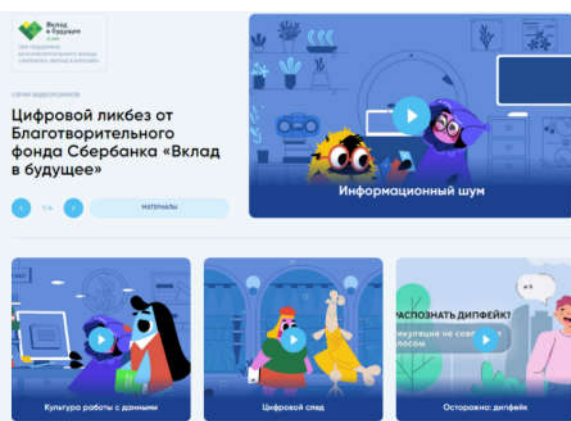 Вклад
в будущее
СЕРИЯ ВИДЕОРОЛИКОВ
Цифровой ликбез от
Благотворительного
фонда Сбербанка «Вклад
в будущее»
МАТЕРИАЛЫ
Информационный шум
Культура работы с данными
Цифровой след
РАСПОЗНАТЬ ДИПФЕЙК?
Осторожно: дипфейк